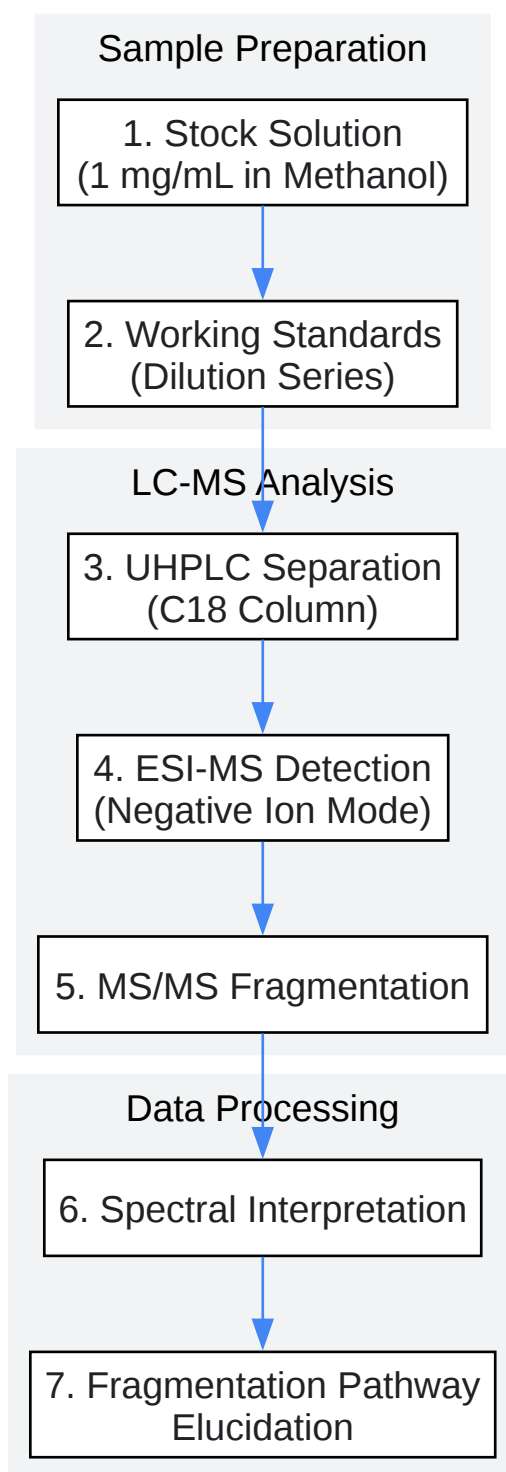 Sample Preparation
1. Stock Solution
(1 mg/mL in Methanol)
2. Working Standards
(Dilution Series)
LC-MS Analysis
3. UHPLC Separation
(C18 Column)
4. ESI-MS Detection
(Negative Ion Mode)
5. MS/MS Fragmentation
Data Processing
6. Spectral Interpretation
7. Fragmentation Pathway
Elucidation